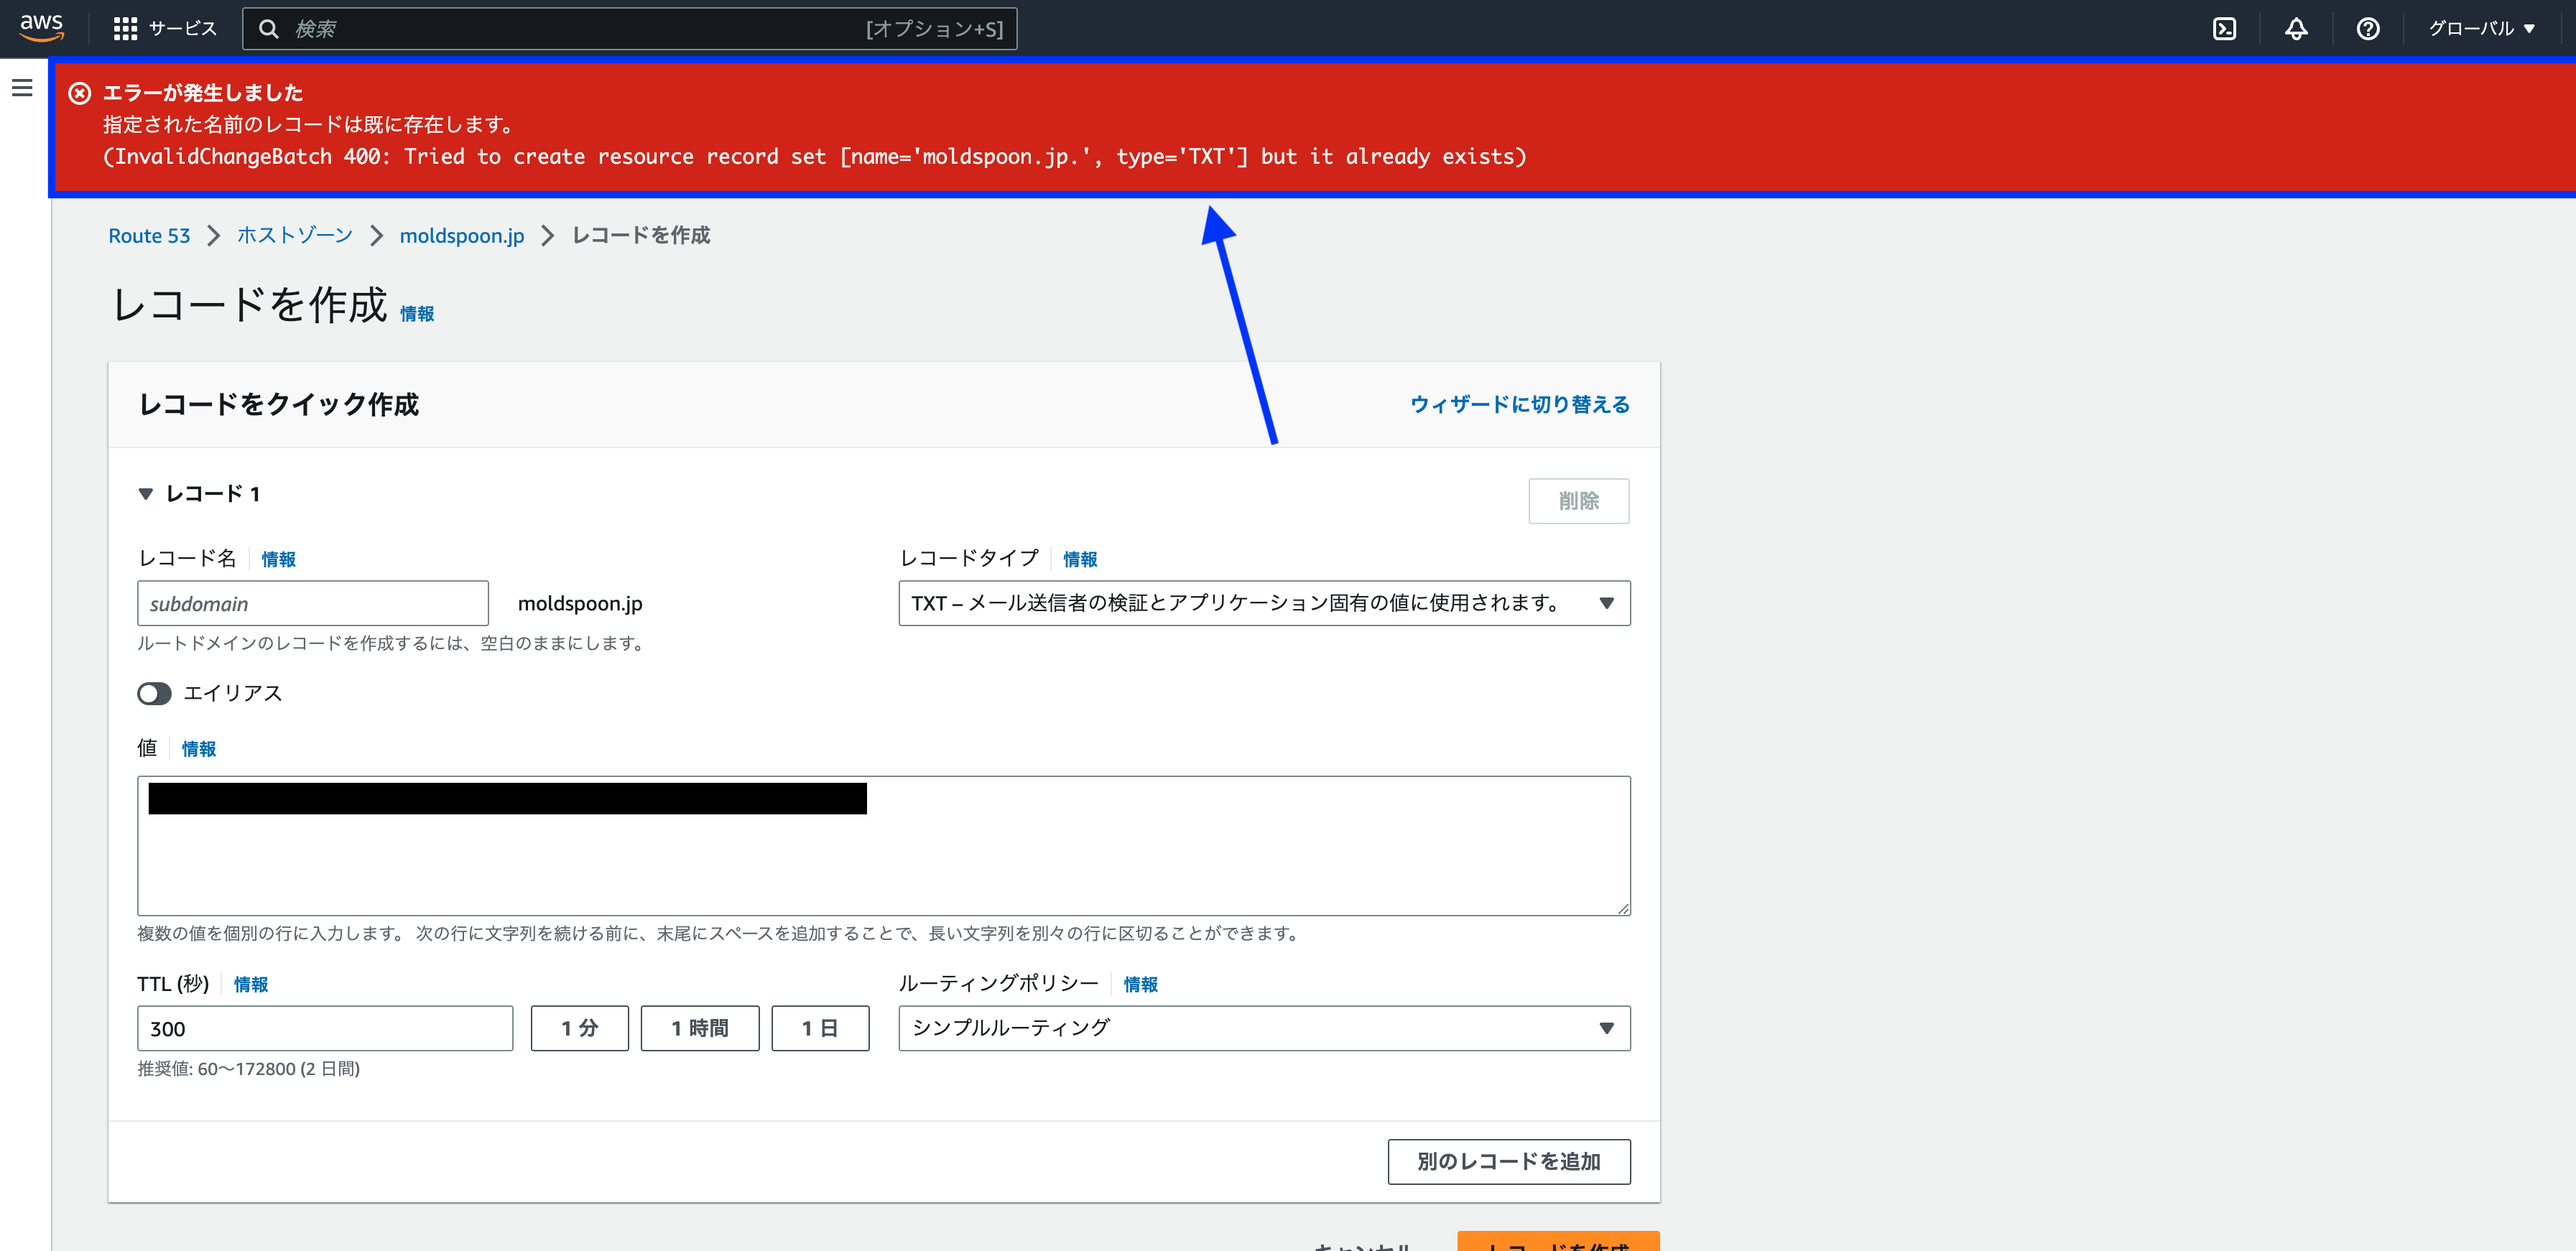 aws
サービス
検索
[オプション+S]
グローバル
エラーが発生しました
指定された名前のレコードは既に存在します。
(InvalidChangeBatch 400: Tried to create resource record set [name='moldspoon.jp.', type='TXT'] but it already exists)
Route 53 ホストゾーン moldspoon.jp レコードを作成
レコードを作成 情報
レコードをクイック作成
ウィザードに切り替える
レコード 1
削除
レコード名 情報
subdomain
moldspoon.jp
ルートドメインのレコードを作成するには、空白のままにします。
レコードタイプ 情報
TXT – メール送信者の検証とアプリケーション固有の値に使用されます。
エイリアス
値 情報
複数の値を個別の行に入力します。 次の行に文字列を続ける前に、末尾にスペースを追加することで、長い文字列を別々の行に区切ることができます。
TTL (秒) 情報
300
1 分
1 時間
1 日
推奨値: 60〜172800 (2 日間)
ルーティングポリシー 情報
シンプルルーティング
別のレコードを追加
キャンセル
レコードを作成